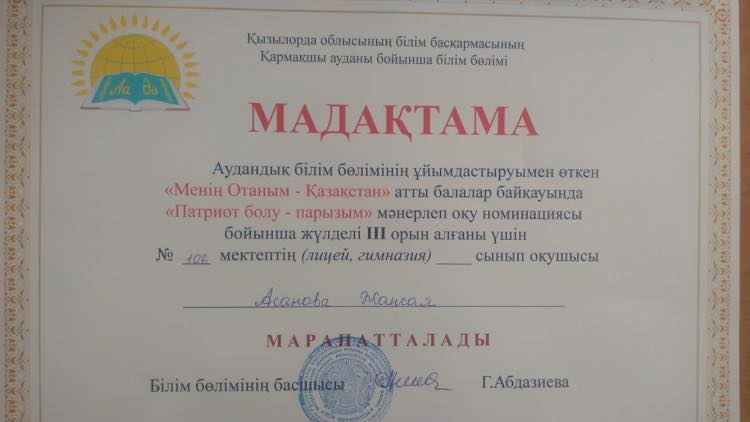 Қызылорда облысының білім басқармасының
Қармақшы ауданы бойынша білім бөлімі
Аа Әә
МАДАҚТАМА
Аудандық білім бөлімінің ұйымдастыруымен өткен
«Менің Отаным - Қазақстан» атты балалар байқауында
«Патриот болу - парызым» мәнерлеп оқу номинациясы
бойынша жүлделі III орын алғаны үшін
№ 106 мектептің (лицей, гимназия) ____ сынып оқушысы
Асанова Жансая
МАРАПАТТАЛАДЫ
Білім бөлімінің басшысы Г.Абдазиева